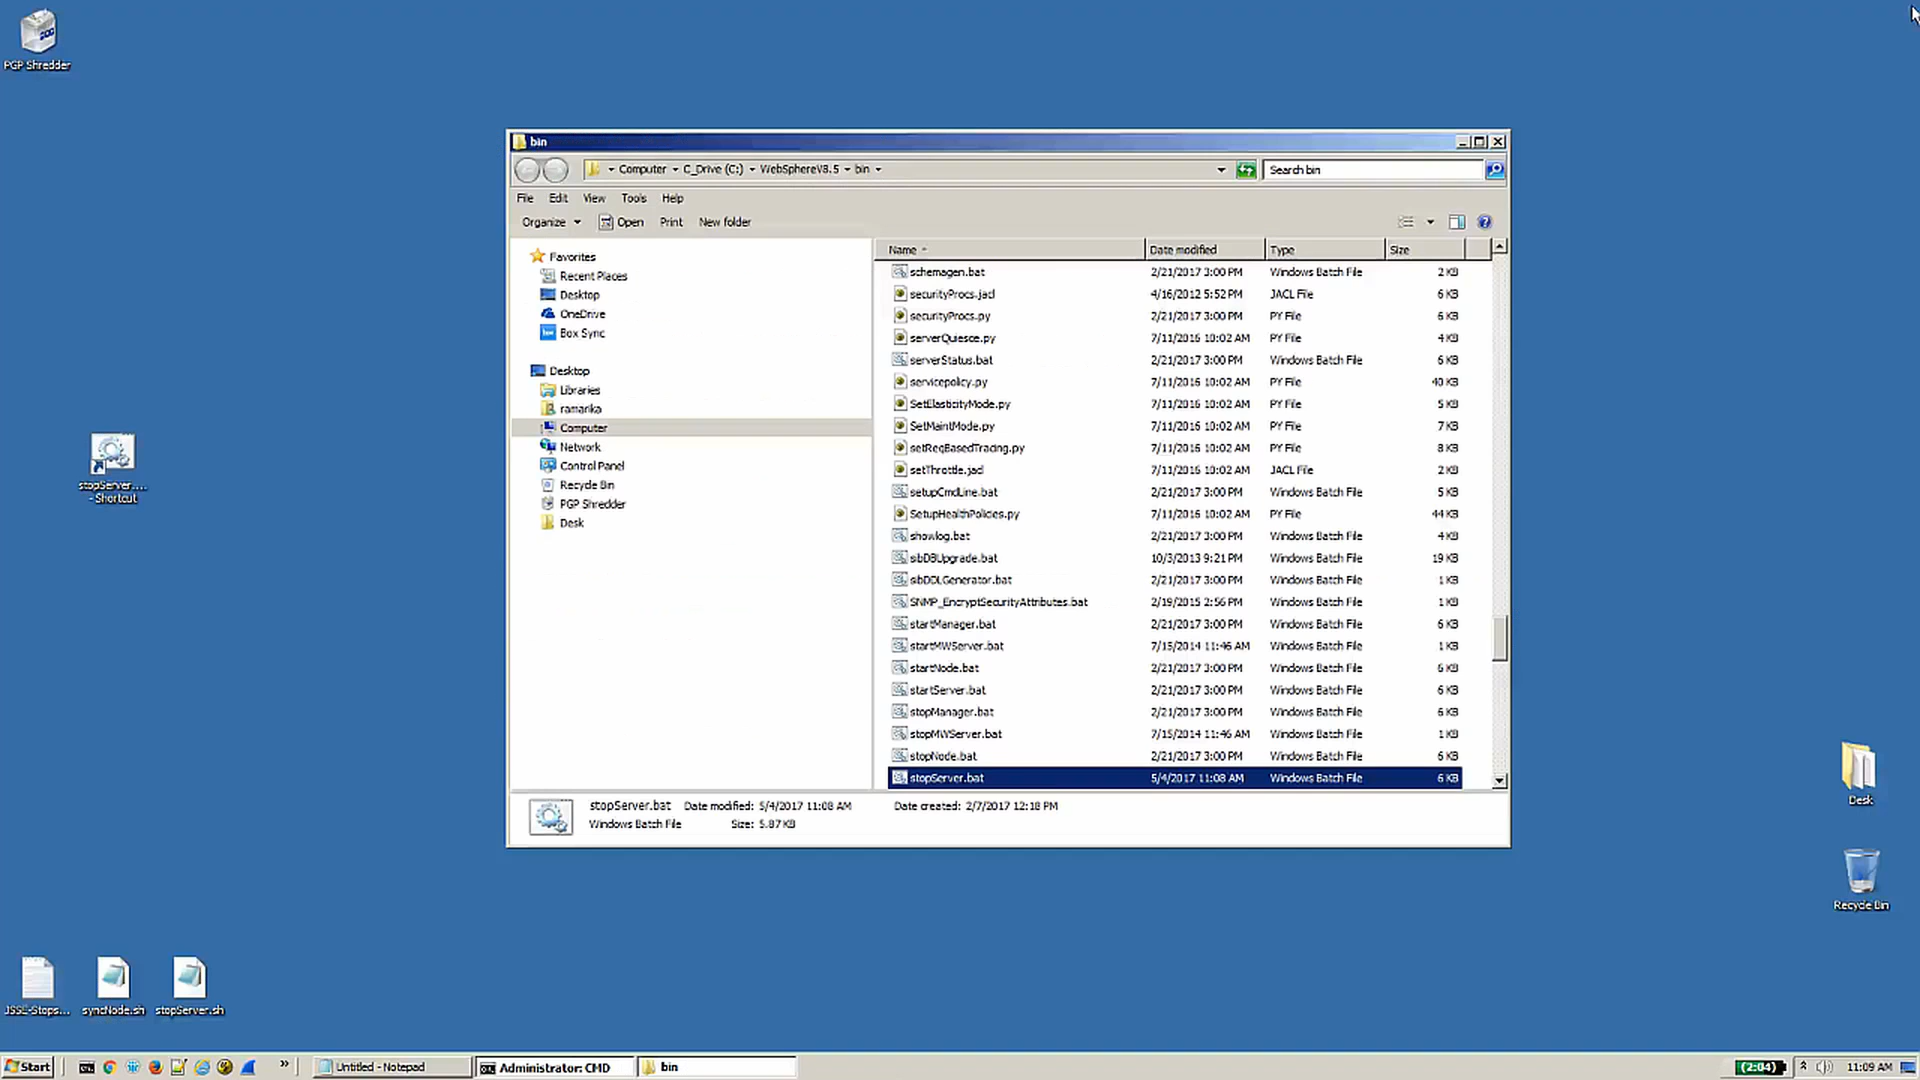 PGP Shredder
bin
Computer C_Drive (C:) WebSphereV8.5 bin
Search bin
File Edit View Tools Help
Organize Open Print New folder
Favorites
Recent Places
Desktop
OneDrive
Box Sync
Desktop
Libraries
ramarika
Computer
Network
Control Panel
Recycle Bin
PGP Shredder
Desk
Name Date modified Type Size
schemagen.bat 2/21/2017 3:00 PM Windows Batch File 2 KB
securityProcs.jacl 4/16/2012 5:52 PM JACL File 6 KB
securityProcs.py 2/21/2017 3:00 PM PY File 6 KB
serverQuiesce.py 7/11/2016 10:02 AM PY File 4 KB
serverStatus.bat 2/21/2017 3:00 PM Windows Batch File 6 KB
servicepolicy.py 7/11/2016 10:02 AM PY File 40 KB
SetElasticityMode.py 7/11/2016 10:02 AM PY File 5 KB
SetMaintMode.py 7/11/2016 10:02 AM PY File 7 KB
setReqBasedTracing.py 7/11/2016 10:02 AM PY File 8 KB
setThrottle.jacl 7/11/2016 10:02 AM JACL File 2 KB
setupCmdLine.bat 2/21/2017 3:00 PM Windows Batch File 5 KB
SetupHealthPolicies.py 7/11/2016 10:02 AM PY File 44 KB
showlog.bat 2/21/2017 3:00 PM Windows Batch File 4 KB
sibDBUpgrade.bat 10/3/2013 9:21 PM Windows Batch File 19 KB
sibDDLGenerator.bat 2/21/2017 3:00 PM Windows Batch File 1 KB
SNMP_EncryptSecurityAttributes.bat 2/19/2015 2:56 PM Windows Batch File 1 KB
startManager.bat 2/21/2017 3:00 PM Windows Batch File 6 KB
startMWServer.bat 7/15/2014 11:46 AM Windows Batch File 1 KB
startNode.bat 2/21/2017 3:00 PM Windows Batch File 6 KB
startServer.bat 2/21/2017 3:00 PM Windows Batch File 6 KB
stopManager.bat 2/21/2017 3:00 PM Windows Batch File 6 KB
stopMWServer.bat 7/15/2014 11:46 AM Windows Batch File 1 KB
stopNode.bat 2/21/2017 3:00 PM Windows Batch File 6 KB
stopServer.bat 5/4/2017 11:08 AM Windows Batch File 6 KB
stopServer.bat Date modified: 5/4/2017 11:08 AM Date created: 2/7/2017 12:18 PM
Windows Batch File Size: 5.87 KB
stopServer....
- Shortcut
Desk
Recycle Bin
JSSE-Stops...
syncNode.sh
stopServer.sh
Start
Untitled - Notepad
Administrator: CMD
bin
(2:04)
11:09 AM